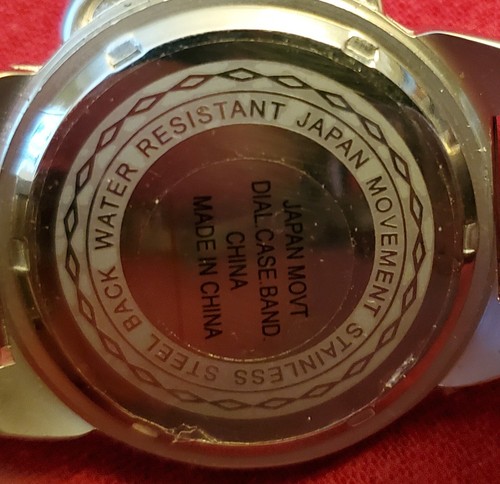 WATER RESISTANT JAPAN MOVEMENT STAINLESS STEEL BACK
JAPAN MOVT
DIAL.CASE.BAND.
CHINA
MADE IN CHINA